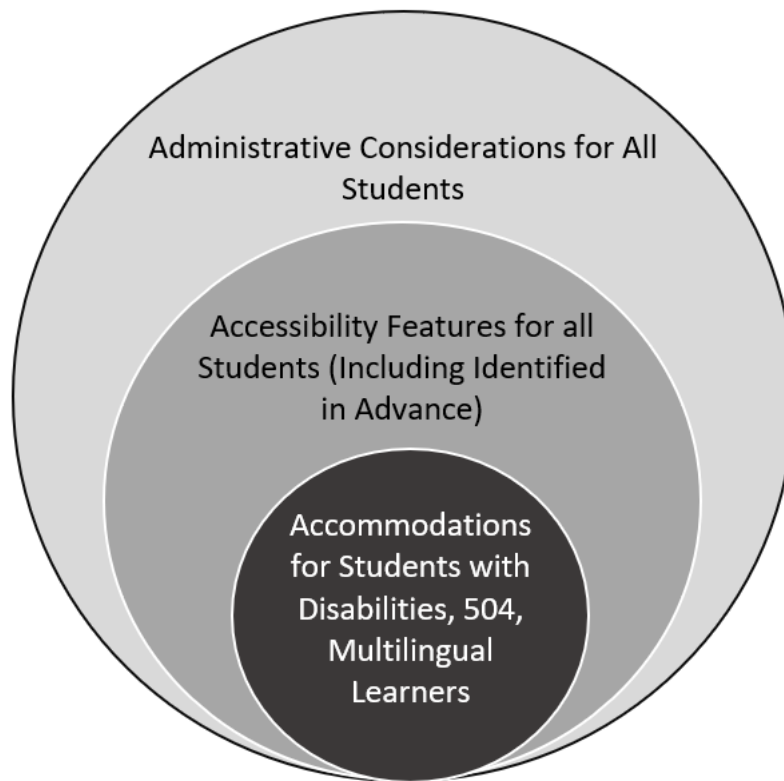 Administrative Considerations for All
Students
Accessibility Features for all
Students (Including Identified
in Advance)
Accommodations
for Students with
Disabilities, 504,
Multilingual
Learners